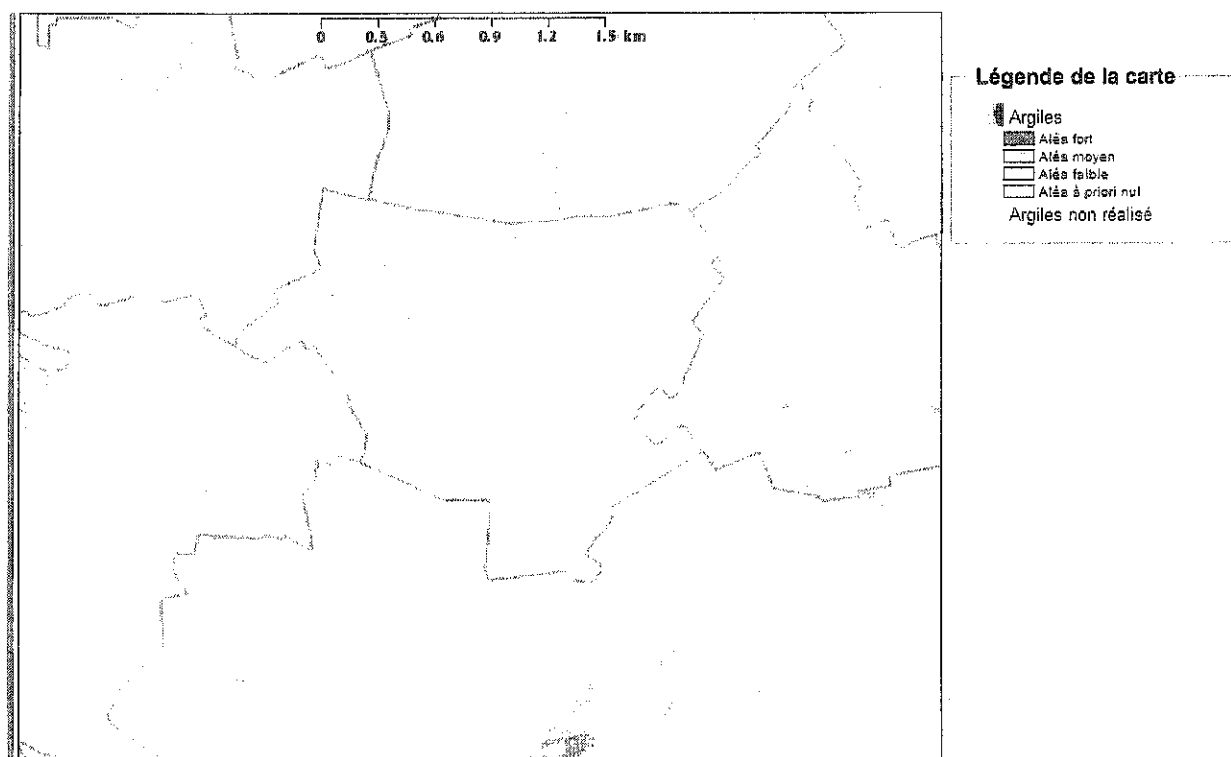 0 0.3 0.6 0.9 1.2 1.5 km
Légende de la carte
Argiles
Aléa fort
Aléa moyen
Aléa faible
Aléa à priori nul
Argiles non réalisé